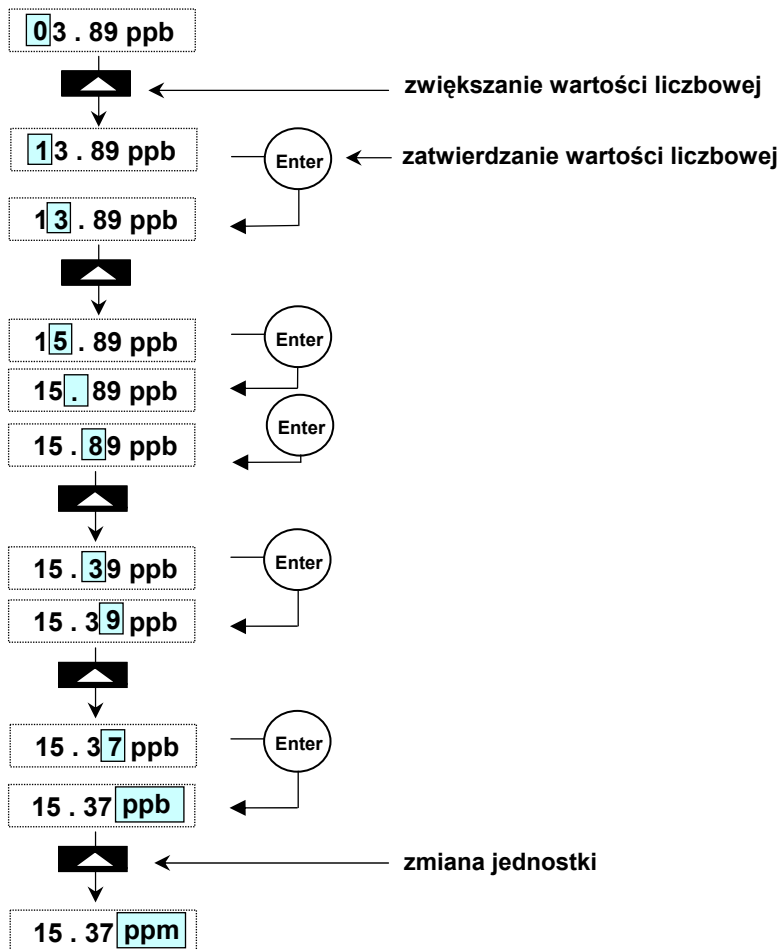 03 . 89 ppb
zwiększanie wartości liczbowej
13 . 89 ppb
Enter
zatwierdzanie wartości liczbowej
13 . 89 ppb
15 . 89 ppb
Enter
15 . 89 ppb
Enter
15 . 89 ppb
15 . 39 ppb
Enter
15 . 39 ppb
15 . 37 ppb
Enter
15 . 37 ppb
zmiana jednostki
15 . 37 ppm